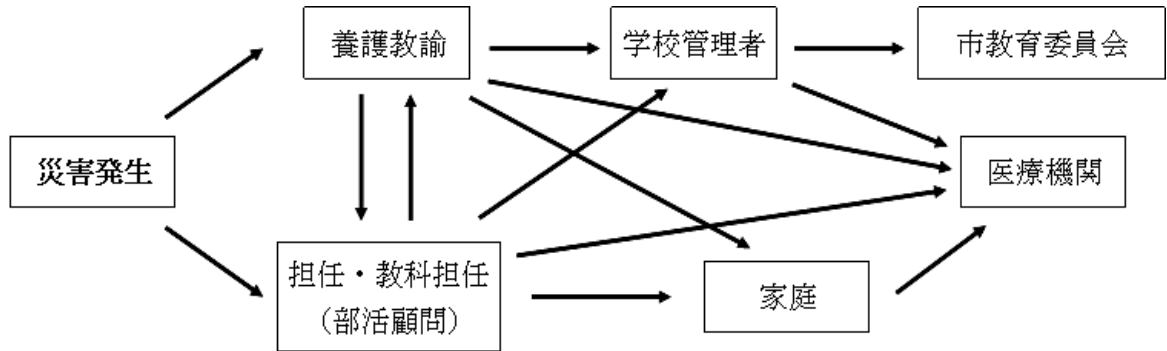 養護教諭
学校管理者
市教育委員会
災害発生
医療機関
担任・教科担任
（部活顧問）
家庭